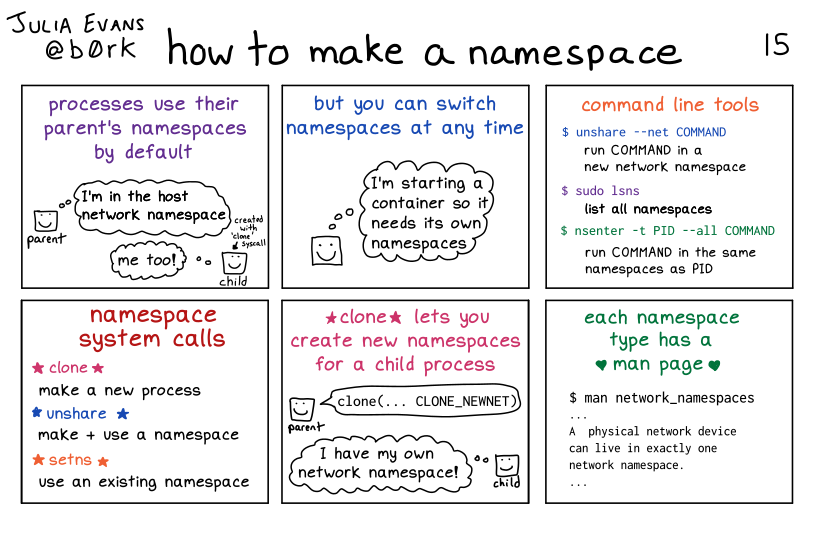 JULIA EVANS
@b0rk
how to make a namespace
15
processes use their
parent's namespaces
by default
I'm in the host
network namespace
parent
created
with
'clone'
syscall
me too!
child
but you can switch
namespaces at any time
I'm starting a
container so it
needs its own
namespaces
command line tools
$ unshare --net COMMAND
run COMMAND in a
new network namespace
$ sudo lsns
list all namespaces
$ nsenter -t PID --all COMMAND
run COMMAND in the same
namespaces as PID
namespace
system calls
★ clone ★
make a new process
★ unshare ★
make + use a namespace
★ setns ★
use an existing namespace
★clone★ lets you
create new namespaces
for a child process
clone(... CLONE_NEWNET)
parent
I have my own
network namespace!
child
each namespace
type has a
♥ man page ♥
$ man network_namespaces
...
A physical network device
can live in exactly one
network namespace.
...